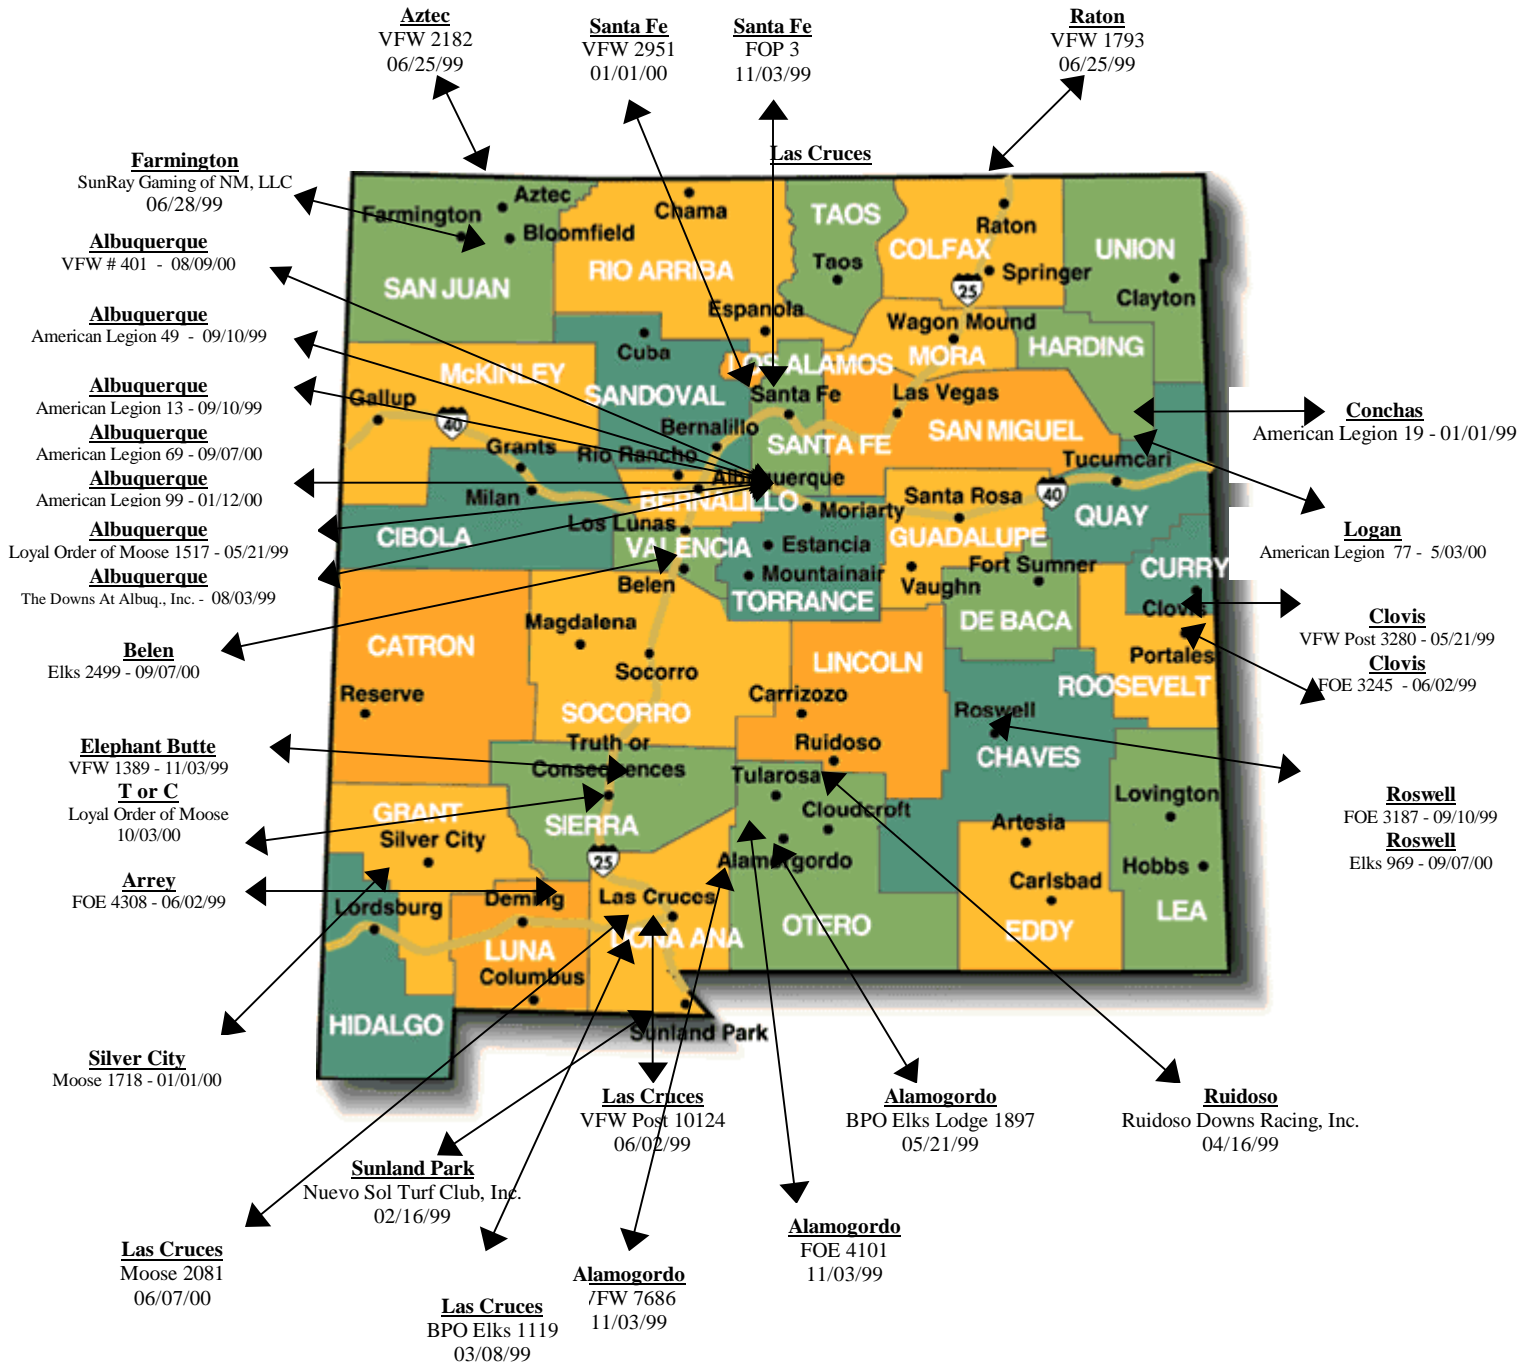 Aztec
VFW 2182
06/25/99
Santa Fe
VFW 2951
01/01/00
Santa Fe
FOP 3
11/03/99
Raton
VFW 1793
06/25/99
Las Cruces
Farmington
SunRay Gaming of NM, LLC
06/28/99
Albuquerque
VFW # 401 - 08/09/00
Albuquerque
American Legion 49 - 09/10/99
Albuquerque
American Legion 13 - 09/10/99
Albuquerque
American Legion 69 - 09/07/00
Albuquerque
American Legion 99 - 01/12/00
Albuquerque
Loyal Order of Moose 1517 - 05/21/99
Albuquerque
The Downs At Albuq., Inc. - 08/03/99
Belen
Elks 2499 - 09/07/00
Elephant Butte
VFW 1389 - 11/03/99
T or C
Loyal Order of Moose
10/03/00
Arrey
FOE 4308 - 06/02/99
Silver City
Moose 1718 - 01/01/00
Aztec
Farmington
Bloomfield
SAN JUAN
Chama
RIO ARRIBA
Espanola
TAOS
Taos
COLFAX
Raton
25
Springer
UNION
Clayton
Wagon Mound
MORA
HARDING
Cuba
LOS ALAMOS
McKINLEY
SANDOVAL
Gallup
40
Santa Fe
Las Vegas
Bernalillo
Grants
Rio Rancho
SANTA FE
SAN MIGUEL
Tucumcari
Milan
Albuquerque
BERNALILLO
Moriarty
Santa Rosa
40
QUAY
CIBOLA
Los Lunas
VALENCIA
Estancia
GUADALUPE
Belen
Mountainair
Vaughn
Fort Sumner
CURRY
TORRANCE
Clovis
DE BACA
Magdalena
CATRON
Socorro
LINCOLN
Portales
Reserve
Carrizozo
ROOSEVELT
SOCORRO
Roswell
Truth or
Consequences
Ruidoso
CHAVES
Tularosa
GRANT
Cloudcroft
Lovington
SIERRA
Artesia
Silver City
25
Alamorgordo
Hobbs
Carlsbad
Lordsburg
Deming
Las Cruces
LEA
LUNA
DONA ANA
OTERO
EDDY
Columbus
HIDALGO
Sunland Park
Conchas
American Legion 19 - 01/01/99
Logan
American Legion 77 - 5/03/00
Clovis
VFW Post 3280 - 05/21/99
Clovis
FOE 3245 - 06/02/99
Roswell
FOE 3187 - 09/10/99
Roswell
Elks 969 - 09/07/00
Las Cruces
VFW Post 10124
06/02/99
Alamogordo
BPO Elks Lodge 1897
05/21/99
Ruidoso
Ruidoso Downs Racing, Inc.
04/16/99
Sunland Park
Nuevo Sol Turf Club, Inc.
02/16/99
Las Cruces
Moose 2081
06/07/00
Alamogordo
FOE 4101
11/03/99
Alamogordo
VFW 7686
11/03/99
Las Cruces
BPO Elks 1119
03/08/99